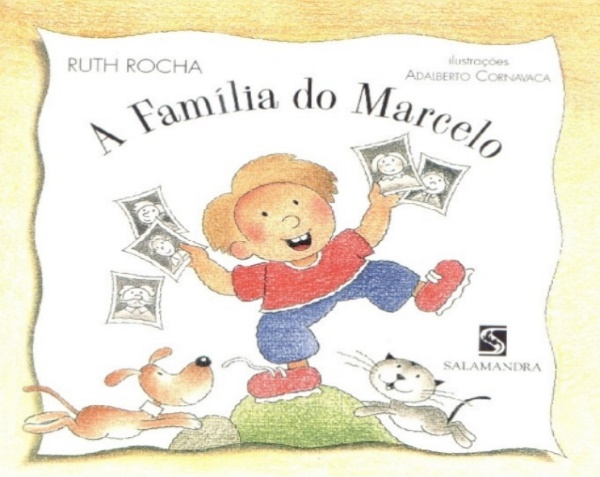 RUTH ROCHA
ilustrações
ADALBERTO CORNAVACA
A Família do Marcelo
SALAMANDRA